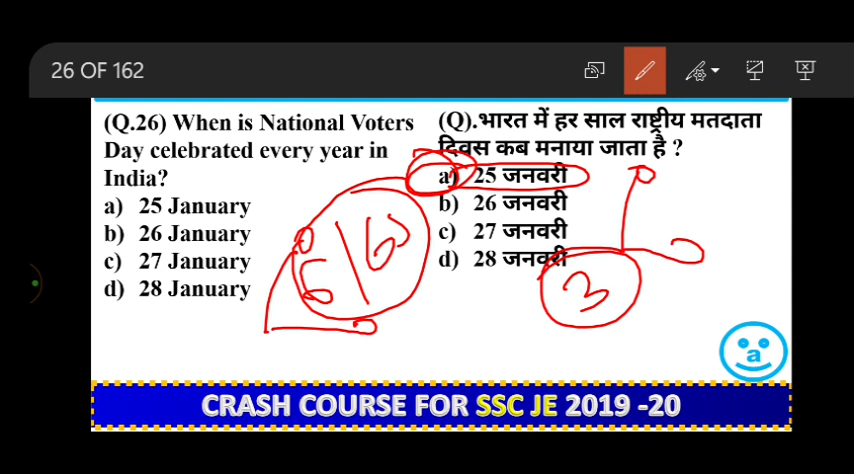 26 OF 162
(Q.26) When is National Voters
Day celebrated every year in
India?
a) 25 January
b) 26 January
c) 27 January
d) 28 January
(Q).भारत में हर साल राष्ट्रीय मतदाता
दिवस कब मनाया जाता है ?
a) 25 जनवरी
b) 26 जनवरी
c) 27 जनवरी
d) 28 जनवरी
3
a
CRASH COURSE FOR SSC JE 2019 -20